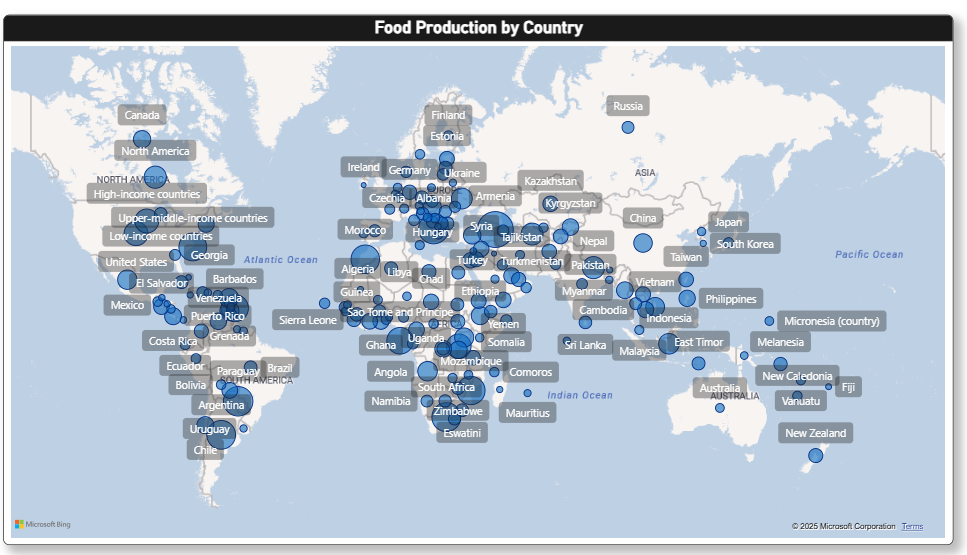 Food Production by Country
Canada
North America
NORTH AMERICA
High-income countries
Upper-middle-income countries
Low-income countries
United States
Georgia
El Salvador
Barbados
Mexico
Venezuela
Puerto Rico
Costa Rica
Grenada
Ecuador
Paraguay
Brazil
SOUTH AMERICA
Bolivia
Argentina
Uruguay
Chile
Atlantic Ocean
Finland
Estonia
Ireland
Germany
Ukraine
Czechia
Albania
Armenia
Morocco
Hungary
Syria
Tajikistan
Algeria
Libya
Chad
Turkey
Turkmenistan
Guinea
Ethiopia
Sao Tome and Principe
Sierra Leone
Yemen
Ghana
Uganda
Somalia
Mozambique
Angola
South Africa
Comoros
Namibia
Zimbabwe
Mauritius
Eswatini
Indian Ocean
Russia
ASIA
Kazakhstan
Kyrgyzstan
China
Japan
South Korea
Nepal
Taiwan
Pakistan
Myanmar
Vietnam
Philippines
Cambodia
Indonesia
Sri Lanka
Malaysia
East Timor
Pacific Ocean
Micronesia (country)
Melanesia
New Caledonia
Fiji
Vanuatu
Australia
AUSTRALIA
New Zealand
Microsoft Bing
© 2025 Microsoft Corporation Terms